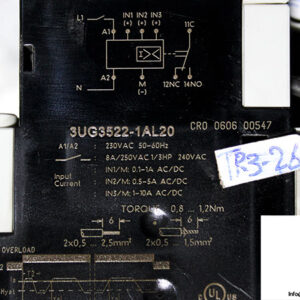 L1 IN1 IN2 IN3 11C
(+) (+) (+)
A1
A2
N M 12NC 14NO
(−)
3UG3522-1AL20 CRO 0606 00547
A1/A2 : 230VAC 50-60Hz
8A/250VAC 1/3HP 240VAC
Input Current IN1/M: 0.1-1A AC/DC
IN2/M: 0.5-5A AC/DC
IN3/M: 1-10A AC/DC
TR3-26
TORQUE: 0.8 ... 1.2Nm
6 6
2x0,5 ... 2,5mm² 2x0,5 ... 1,5mm²
OVERLOAD
Hyst
UL